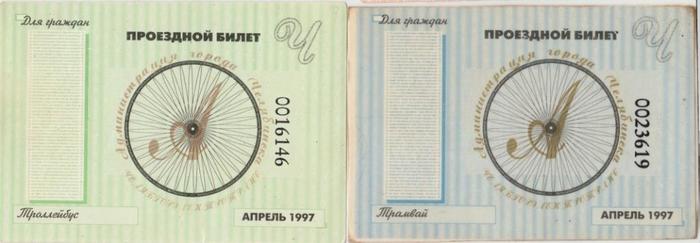 Для граждан
ПРОЕЗДНОЙ БИЛЕТ
Ч
Администрация города Челябинска
ЧЕЛЯБГОРЭЛЕКТРОТРАНС
0016146
Троллейбус
АПРЕЛЬ 1997
Для граждан
ПРОЕЗДНОЙ БИЛЕТ
Ч
Администрация города Челябинска
0023619
Трамвай
АПРЕЛЬ 1997